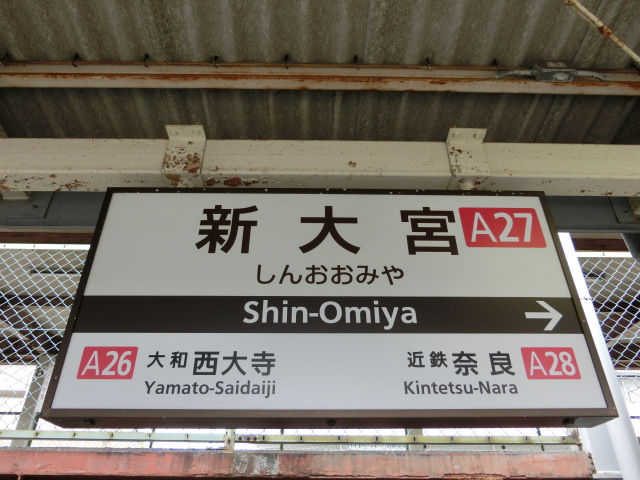 新大宮 A27
しんおおみや
Shin-Omiya →
A26 大和西大寺 近鉄奈良 A28
Yamato-Saidaiji Kintetsu-Nara